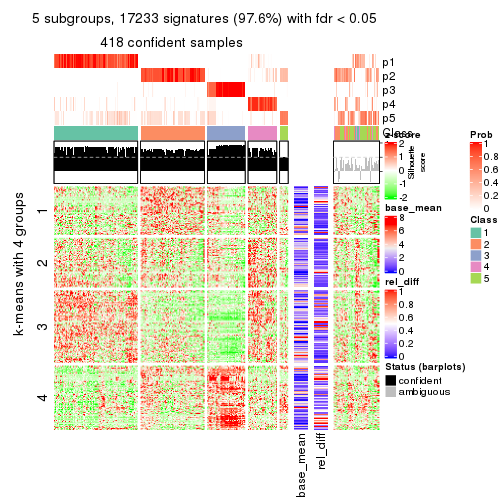 5 subgroups, 17233 signatures (97.6%) with fdr < 0.05
418 confident samples
p1
p2
p3
p4
p5
Class
z-score
2
1
0
-1
-2
Silhouette
score
Prob
1
0.8
0.6
0.4
0.2
0
base_mean
8
6
4
2
0
Class
1
2
3
4
5
rel_diff
1
0.8
0.6
0.4
0.2
0
Status (barplots)
confident
ambiguous
k-means with 4 groups
1
2
3
4
base_mean
rel_diff